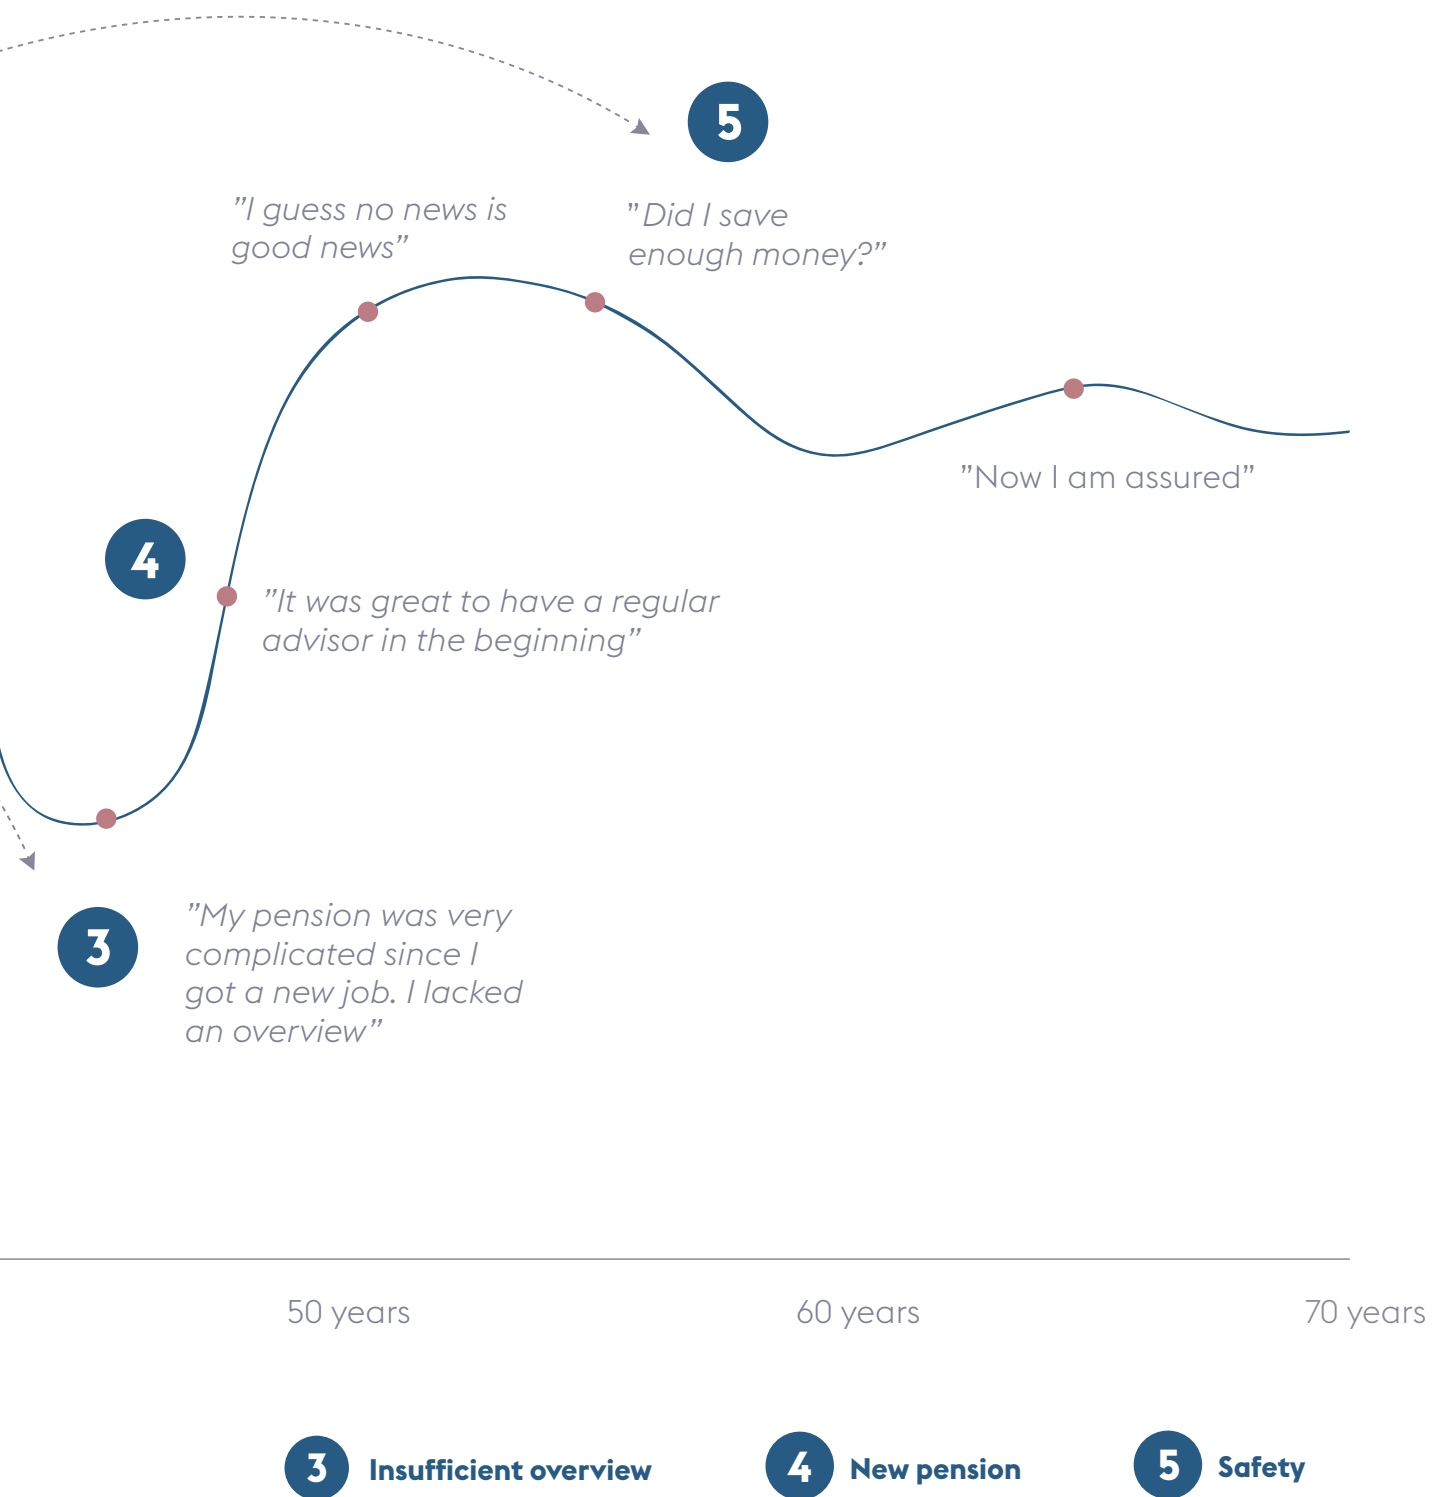 5
”I guess no news is
good news”
”Did I save
enough money?”
”Now I am assured”
4
”It was great to have a regular
advisor in the beginning”
3
”My pension was very
complicated since I
got a new job. I lacked
an overview”
50 years
60 years
70 years
3 Insufficient overview
4 New pension
5 Safety